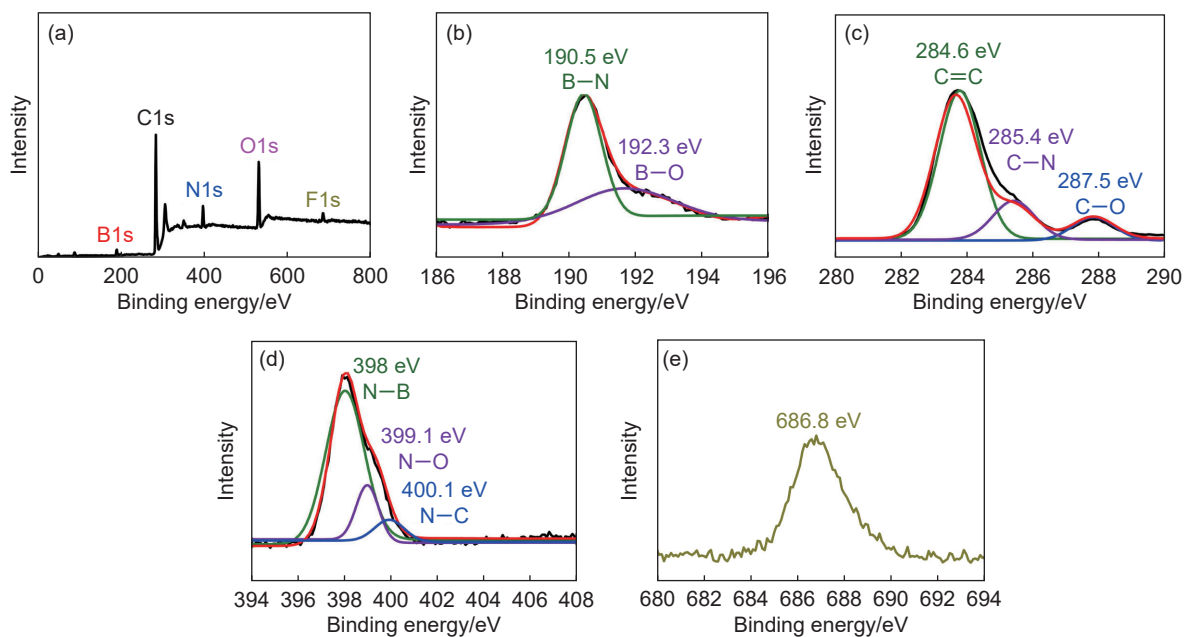 (a)
Intensity
C1s
O1s
N1s
F1s
B1s
0 200 400 600 800
Binding energy/eV
(b)
Intensity
190.5 eV
B—N
192.3 eV
B—O
186 188 190 192 194 196
Binding energy/eV
(c)
Intensity
284.6 eV
C=C
285.4 eV
C—N
287.5 eV
C—O
280 282 284 286 288 290
Binding energy/eV
(d)
Intensity
398 eV
N—B
399.1 eV
N—O
400.1 eV
N—C
394 396 398 400 402 404 406 408
Binding energy/eV
(e)
Intensity
686.8 eV
680 682 684 686 688 690 692 694
Binding energy/eV